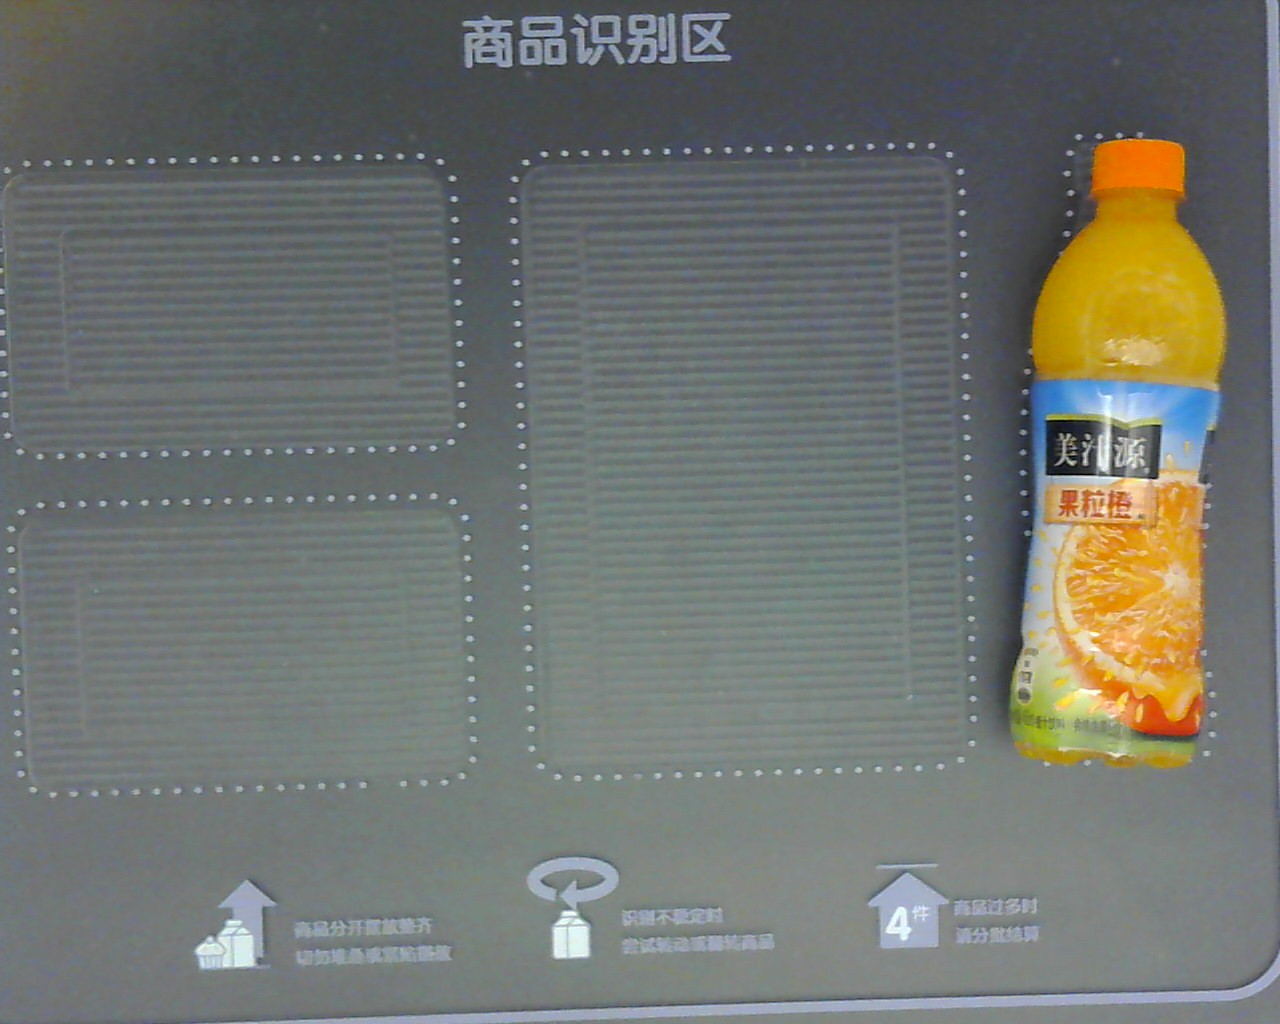 商品识别区
美汁源
果粒橙
商品分开摆放整齐
切勿堆叠或紧贴摆放
识别不稳定时
尝试转动或翻转商品
4件
商品过多时
请分批结算